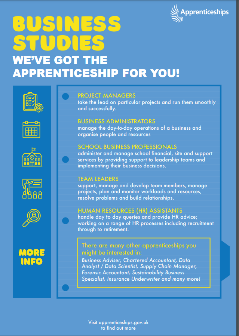 Apprenticeships
BUSINESS
STUDIES
WE'VE GOT THE
APPRENTICESHIP FOR YOU!
PROJECT MANAGERS
take the lead on particular projects and run them smoothly
and successfully.
BUSINESS ADMINISTRATORS
manage the day-to-day operations of a business and
organise people and resources
SCHOOL BUSINESS PROFESSIONALS
administer and manage school financial, site and support
services by providing support to leadership teams and
implementing their business decisions.
TEAM LEADERS
support, manage and develop team members, manage
projects, plan and monitor workloads and resources,
resolve problems and build relationships.
HUMAN RESOURCES (HR) ASSISTANTS
handle day to day queries and provide HR advice;
working on a range of HR processes including recruitment
through to retirement
MORE
INFO
There are many other apprenticeships you
might be interested in
Business Adviser, Chartered Accountant, Data
Analyst / Data Scientist, Supply Chain Manager,
Forensic Accountant, Sustainability Business
Specialist, Insurance Underwriter and many more!
Visit apprenticeships.gov.uk
to find out more